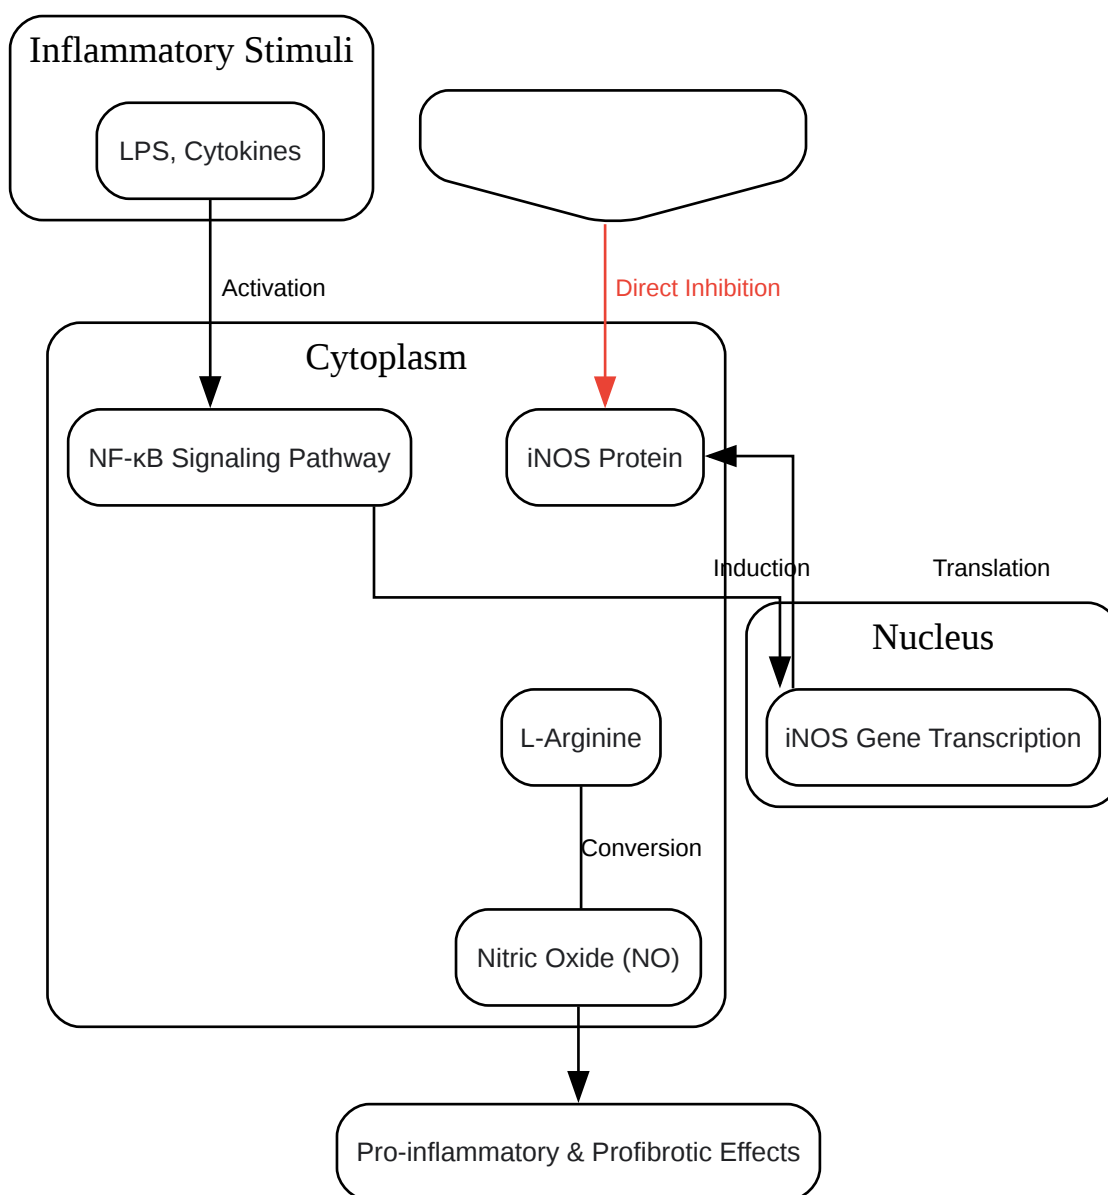 Inflammatory Stimuli
LPS, Cytokines
Activation
Direct Inhibition
Cytoplasm
NF-κB Signaling Pathway
iNOS Protein
Induction
Translation
Nucleus
L-Arginine
iNOS Gene Transcription
Conversion
Nitric Oxide (NO)
Pro-inflammatory & Profibrotic Effects